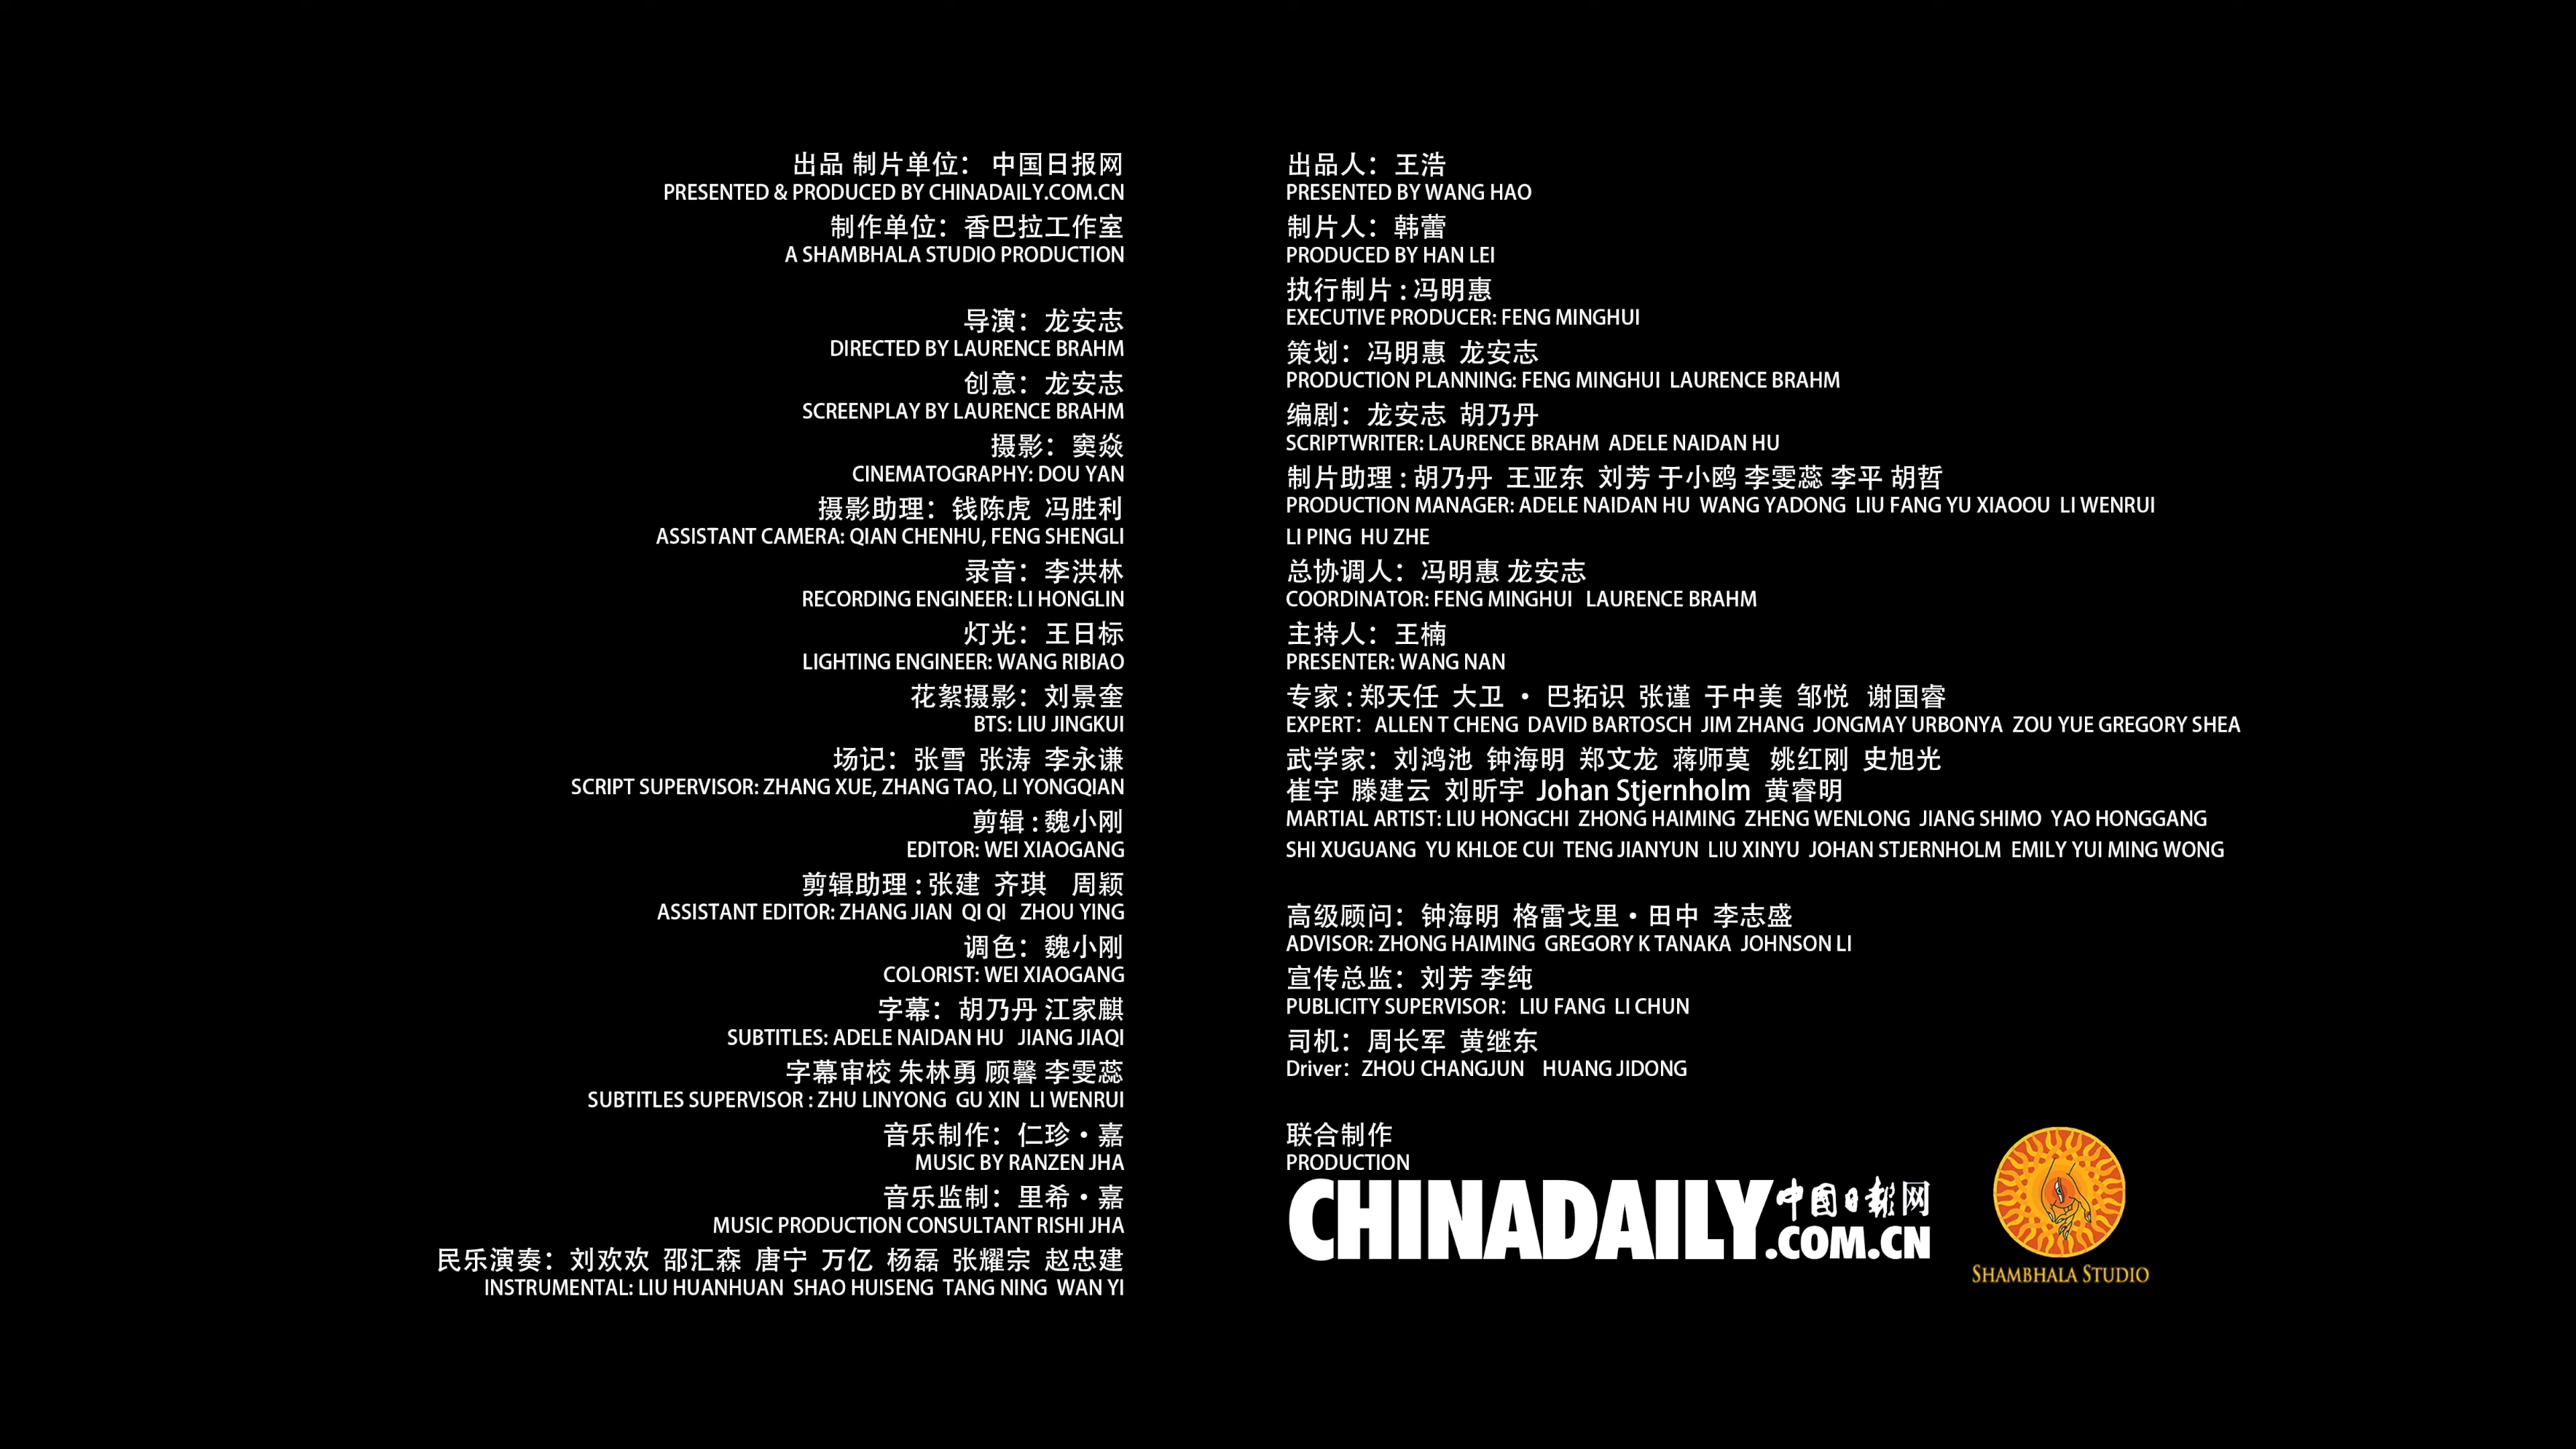 出品 制片单位： 中国日报网
PRESENTED & PRODUCED BY CHINADAILY.COM.CN
制作单位：香巴拉工作室
A SHAMBHALA STUDIO PRODUCTION
导演：龙安志
DIRECTED BY LAURENCE BRAHM
创意：龙安志
SCREENPLAY BY LAURENCE BRAHM
摄影：窦焱
CINEMATOGRAPHY: DOU YAN
摄影助理：钱陈虎 冯胜利
ASSISTANT CAMERA: QIAN CHENHU, FENG SHENGLI
录音：李洪林
RECORDING ENGINEER: LI HONGLIN
灯光：王日标
LIGHTING ENGINEER: WANG RIBIAO
花絮摄影：刘景奎
BTS: LIU JINGKUI
场记：张雪 张涛 李永谦
SCRIPT SUPERVISOR: ZHANG XUE, ZHANG TAO, LI YONGQIAN
剪辑 : 魏小刚
EDITOR: WEI XIAOGANG
剪辑助理 : 张建 齐琪 周颖
ASSISTANT EDITOR: ZHANG JIAN QI QI ZHOU YING
调色：魏小刚
COLORIST: WEI XIAOGANG
字幕：胡乃丹 江家麒
SUBTITLES: ADELE NAIDAN HU JIANG JIAQI
字幕审校 朱林勇 顾馨 李雯蕊
SUBTITLES SUPERVISOR : ZHU LINYONG GU XIN LI WENRUI
音乐制作：仁珍·嘉
MUSIC BY RANZEN JHA
音乐监制：里希·嘉
MUSIC PRODUCTION CONSULTANT RISHI JHA
民乐演奏：刘欢欢 邵汇森 唐宁 万亿 杨磊 张耀宗 赵忠建
INSTRUMENTAL: LIU HUANHUAN SHAO HUISENG TANG NING WAN YI
出品人：王浩
PRESENTED BY WANG HAO
制片人：韩蕾
PRODUCED BY HAN LEI
执行制片 : 冯明惠
EXECUTIVE PRODUCER: FENG MINGHUI
策划：冯明惠 龙安志
PRODUCTION PLANNING: FENG MINGHUI LAURENCE BRAHM
编剧：龙安志 胡乃丹
SCRIPTWRITER: LAURENCE BRAHM ADELE NAIDAN HU
制片助理 : 胡乃丹 王亚东 刘芳 于小鸥 李雯蕊 李平 胡哲
PRODUCTION MANAGER: ADELE NAIDAN HU WANG YADONG LIU FANG YU XIAOOU LI WENRUI
LI PING HU ZHE
总协调人：冯明惠 龙安志
COORDINATOR: FENG MINGHUI LAURENCE BRAHM
主持人：王楠
PRESENTER: WANG NAN
专家 : 郑天任 大卫 · 巴拓识 张谨 于中美 邹悦 谢国睿
EXPERT：ALLEN T CHENG DAVID BARTOSCH JIM ZHANG JONGMAY URBONYA ZOU YUE GREGORY SHEA
武学家：刘鸿池 钟海明 郑文龙 蒋师莫 姚红刚 史旭光
崔宇 滕建云 刘昕宇 Johan Stjernholm 黄睿明
MARTIAL ARTIST: LIU HONGCHI ZHONG HAIMING ZHENG WENLONG JIANG SHIMO YAO HONGGANG
SHI XUGUANG YU KHLOE CUI TENG JIANYUN LIU XINYU JOHAN STJERNHOLM EMILY YUI MING WONG
高级顾问：钟海明 格雷戈里·田中 李志盛
ADVISOR: ZHONG HAIMING GREGORY K TANAKA JOHNSON LI
宣传总监：刘芳 李纯
PUBLICITY SUPERVISOR：LIU FANG LI CHUN
司机：周长军 黄继东
Driver：ZHOU CHANGJUN HUANG JIDONG
联合制作
PRODUCTION
CHINADAILY 中國日報网
.COM.CN
SHAMBHALA STUDIO